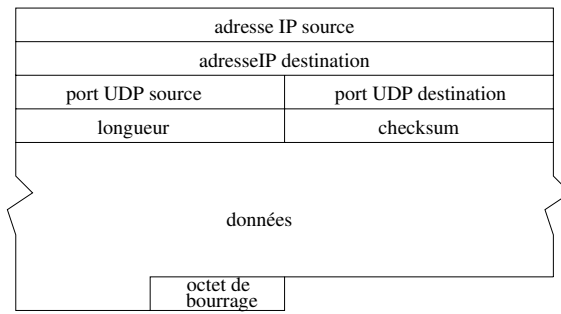 adresse IP source
adresseIP destination
port UDP source port UDP destination
longueur checksum
données
octet de
bourrage